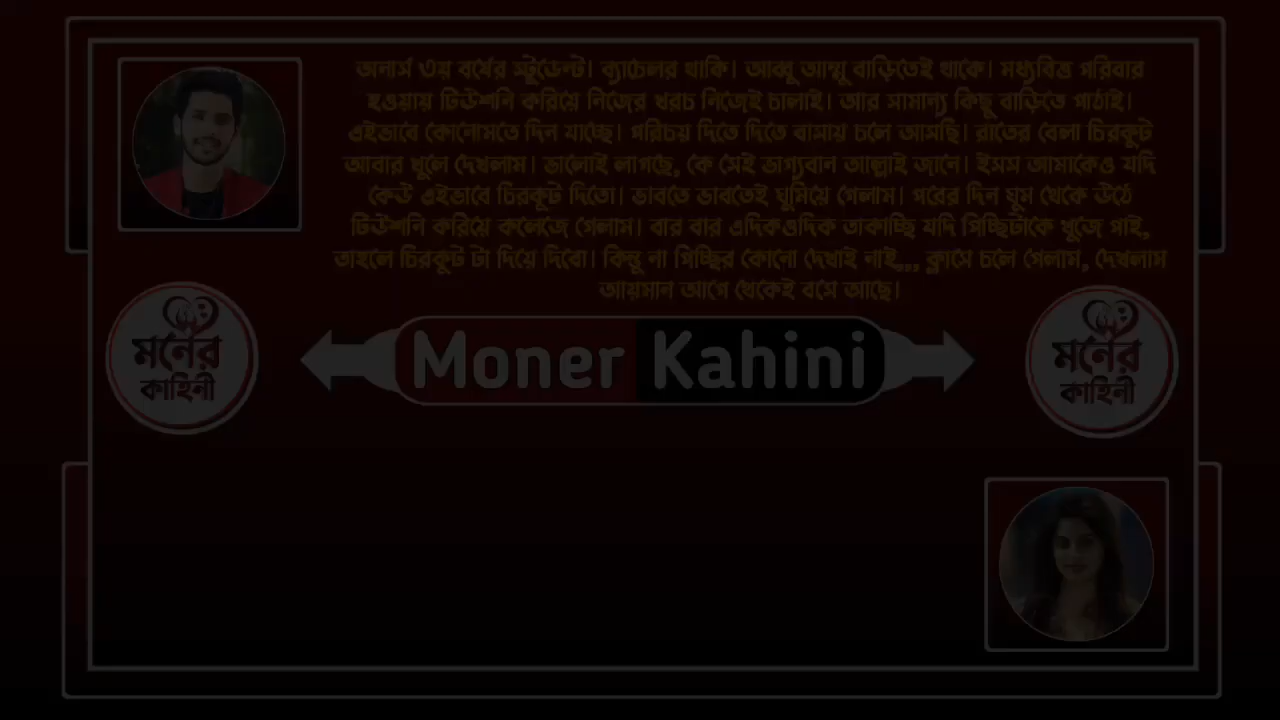 অনার্স ৩য় বর্ষের স্টুডেন্ট। ব্যাচেলর থাকি। আব্বু আম্মু বাড়িতেই থাকে। মধ্যবিত্ত পরিবার
হওয়ায় টিউশনি করিয়ে নিজের খরচ নিজেই চালাই। আর সামান্য কিছু বাড়িতে পাঠাই।
এইভাবে কোনোমতে দিন যাচ্ছে। পরিচয় দিতে দিতে বাসায় চলে আসছি। রাতের বেলা চিরকুট
আবার খুলে দেখলাম। ভালোই লাগছে, কে সেই ভাগ্যবান আল্লাই জানে। ইসস আমাকেও যদি
কেউ এইভাবে চিরকুট দিতো। ভাবতে ভাবতেই ঘুমিয়ে গেলাম। পরের দিন ঘুম থেকে উঠে
টিউশনি করিয়ে কলেজে গেলাম। বার বার এদিকওদিক তাকাচ্ছি যদি পিচ্ছিটাকে খুজে পাই,
তাহলে চিরকুট টা দিয়ে দিবো। কিন্তু না পিচ্ছির কোনো দেখাই নাই,,, ক্লাসে চলে গেলাম, দেখলাম
আয়মান আগে থেকেই বসে আছে।
মনের
কাহিনী
Moner Kahini
মনের
কাহিনী